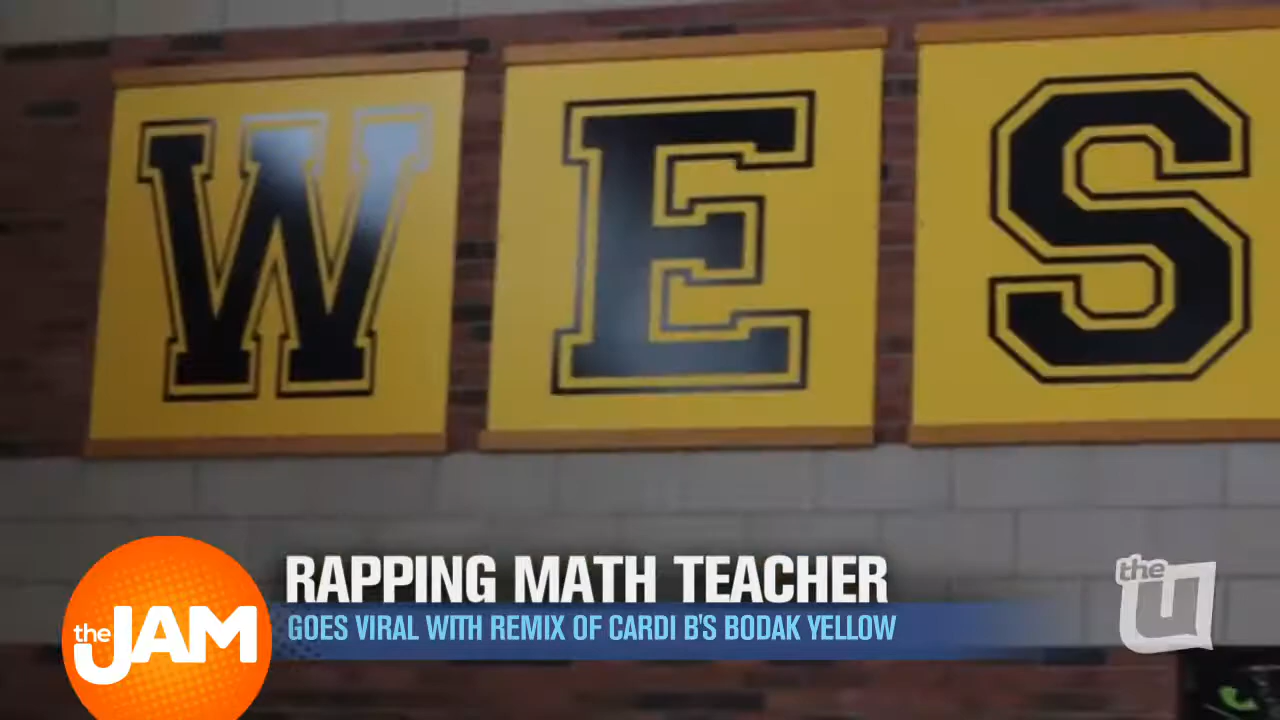 WES
RAPPING MATH TEACHER
GOES VIRAL WITH REMIX OF CARDI B'S BODAK YELLOW
the JAM
the U